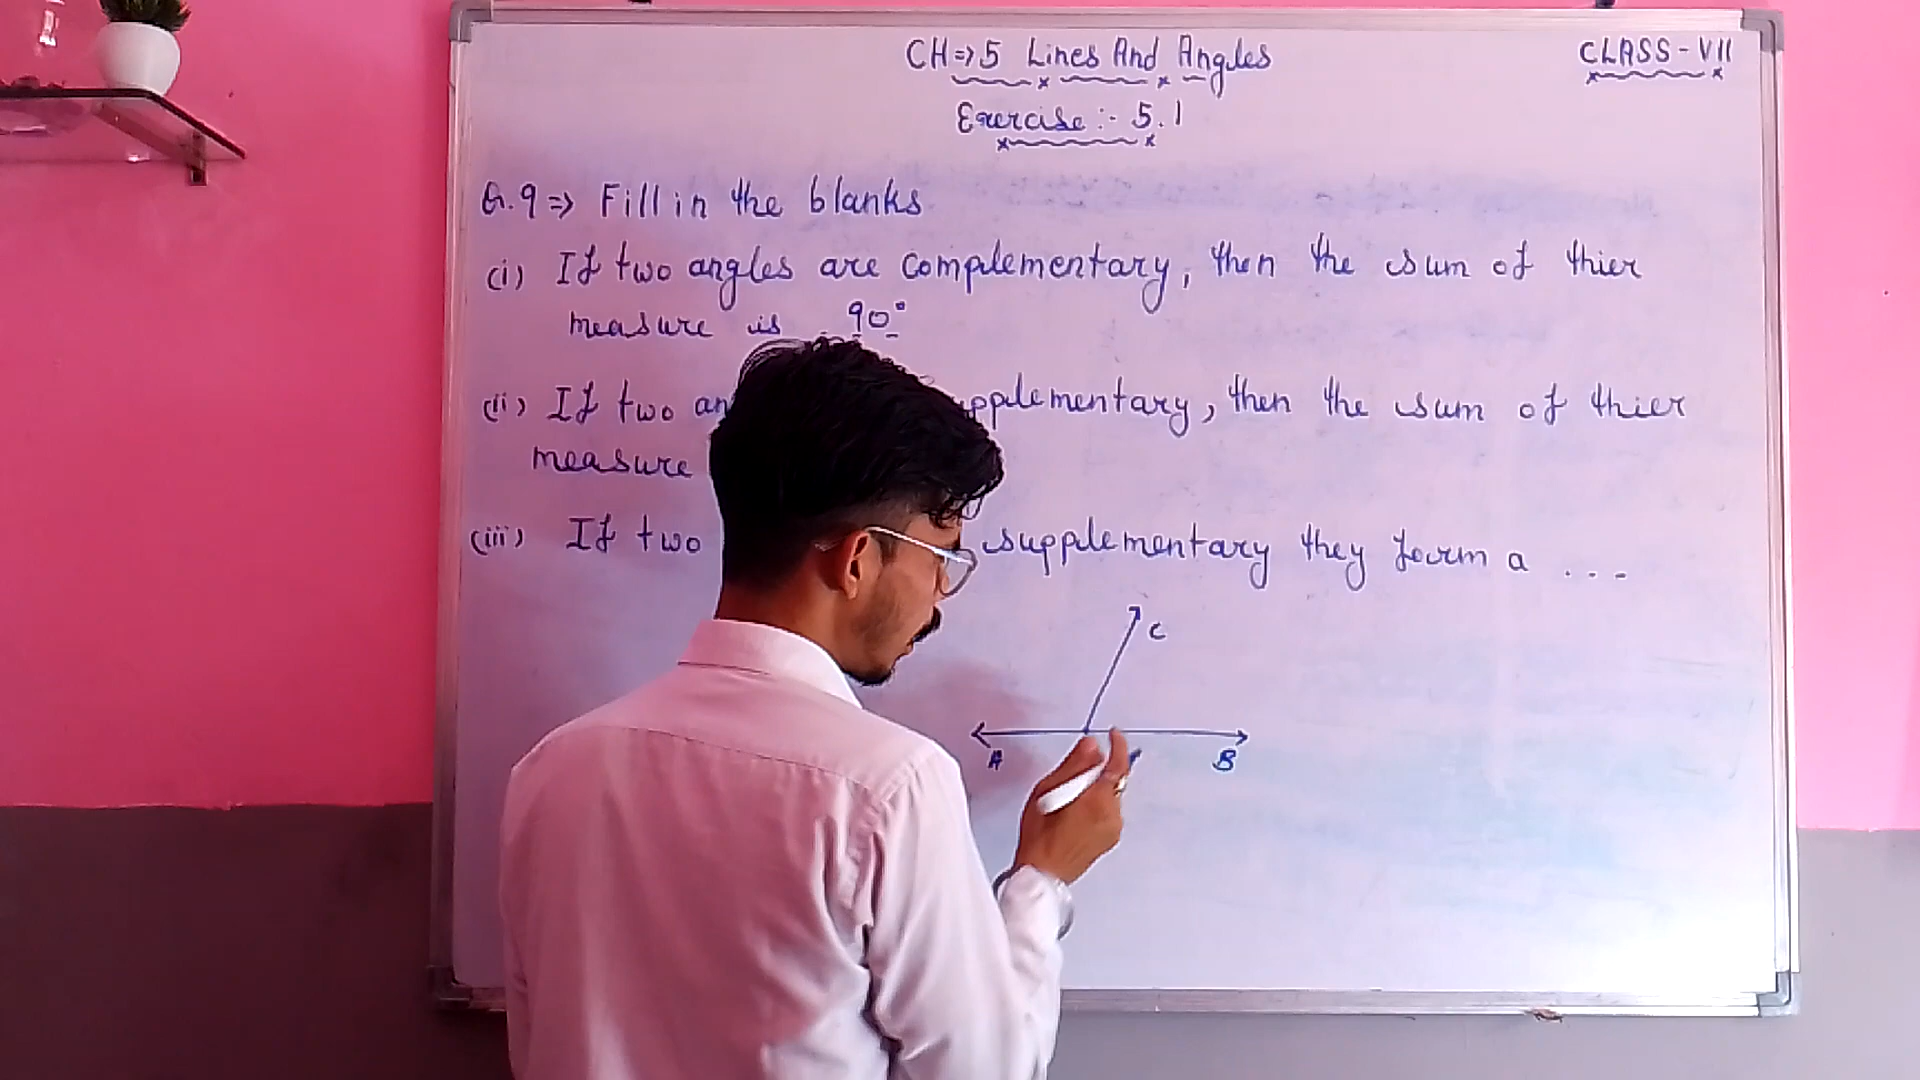 CH=>5 Lines And Angles
CLASS-VII
Exercise:- 5.1
Q.9=> Fill in the blanks
(i) If two angles are complementary, then the sum of thier
measure is 90°
(ii) If two an pplementary, then the sum of thier
measure
(iii) If two supplementary they form a ...
C
A B